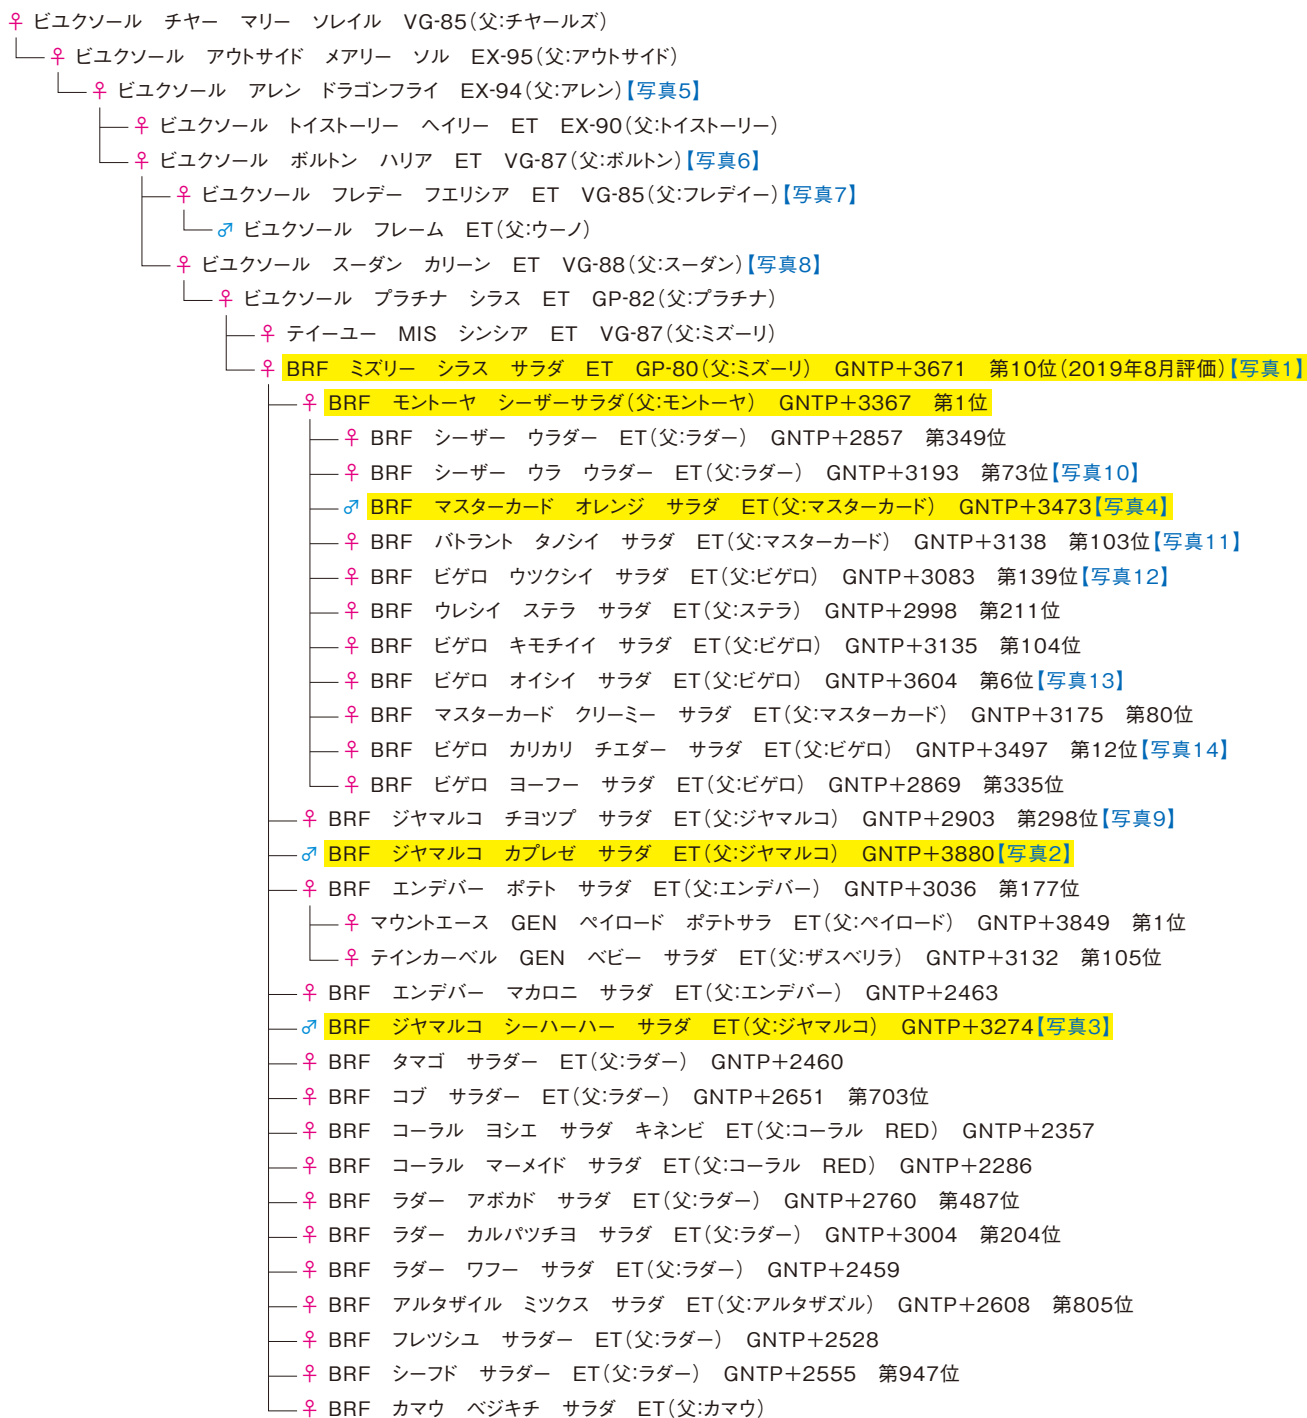 ♀ ビユクソール チヤー マリー ソレイル VG-85(父:チヤールズ)
♀ ビユクソール アウトサイド メアリー ソル EX-95(父:アウトサイド)
♀ ビユクソール アレン ドラゴンフライ EX-94(父:アレン)【写真5】
♀ ビユクソール トイストーリー ヘイリー ET EX-90(父:トイストーリー)
♀ ビユクソール ボルトン ハリア ET VG-87(父:ボルトン)【写真6】
♀ ビユクソール フレデー フエリシア ET VG-85(父:フレデイー)【写真7】
♂ ビユクソール フレーム ET(父:ウーノ)
♀ ビユクソール スーダン カリーン ET VG-88(父:スーダン)【写真8】
♀ ビユクソール プラチナ シラス ET GP-82(父:プラチナ)
♀ テイーユー MIS シンシア ET VG-87(父:ミズーリ)
♀ BRF ミズリー シラス サラダ ET GP-80(父:ミズーリ) GNTP+3671 第10位(2019年8月評価)【写真1】
♀ BRF モントーヤ シーザーサラダ(父:モントーヤ) GNTP+3367 第1位
♀ BRF シーザー ウラダー ET(父:ラダー) GNTP+2857 第349位
♀ BRF シーザー ウラ ウラダー ET(父:ラダー) GNTP+3193 第73位【写真10】
♂ BRF マスターカード オレンジ サラダ ET(父:マスターカード) GNTP+3473【写真4】
♀ BRF バトラント タノシイ サラダ ET(父:マスターカード) GNTP+3138 第103位【写真11】
♀ BRF ビゲロ ウツクシイ サラダ ET(父:ビゲロ) GNTP+3083 第139位【写真12】
♀ BRF ウレシイ ステラ サラダ ET(父:ステラ) GNTP+2998 第211位
♀ BRF ビゲロ キモチイイ サラダ ET(父:ビゲロ) GNTP+3135 第104位
♀ BRF ビゲロ オイシイ サラダ ET(父:ビゲロ) GNTP+3604 第6位【写真13】
♀ BRF マスターカード クリーミー サラダ ET(父:マスターカード) GNTP+3175 第80位
♀ BRF ビゲロ カリカリ チエダー サラダ ET(父:ビゲロ) GNTP+3497 第12位【写真14】
♀ BRF ビゲロ ヨーフー サラダ ET(父:ビゲロ) GNTP+2869 第335位
♀ BRF ジヤマルコ チヨツプ サラダ ET(父:ジヤマルコ) GNTP+2903 第298位【写真9】
♂ BRF ジヤマルコ カプレゼ サラダ ET(父:ジヤマルコ) GNTP+3880【写真2】
♀ BRF エンデバー ポテト サラダ ET(父:エンデバー) GNTP+3036 第177位
♀ マウントエース GEN ペイロード ポテトサラ ET(父:ペイロード) GNTP+3849 第1位
♀ テインカーベル GEN ベビー サラダ ET(父:ザスベリラ) GNTP+3132 第105位
♀ BRF エンデバー マカロニ サラダ ET(父:エンデバー) GNTP+2463
♂ BRF ジヤマルコ シーハーハー サラダ ET(父:ジヤマルコ) GNTP+3274【写真3】
♀ BRF タマゴ サラダー ET(父:ラダー) GNTP+2460
♀ BRF コブ サラダー ET(父:ラダー) GNTP+2651 第703位
♀ BRF コーラル ヨシエ サラダ キネンビ ET(父:コーラル RED) GNTP+2357
♀ BRF コーラル マーメイド サラダ ET(父:コーラル RED) GNTP+2286
♀ BRF ラダー アボカド サラダ ET(父:ラダー) GNTP+2760 第487位
♀ BRF ラダー カルパツチヨ サラダ ET(父:ラダー) GNTP+3004 第204位
♀ BRF ラダー ワフー サラダ ET(父:ラダー) GNTP+2459
♀ BRF アルタザイル ミツクス サラダ ET(父:アルタザズル) GNTP+2608 第805位
♀ BRF フレツシユ サラダー ET(父:ラダー) GNTP+2528
♀ BRF シーフド サラダー ET(父:ラダー) GNTP+2555 第947位
♀ BRF カマウ ベジキチ サラダ ET(父:カマウ)